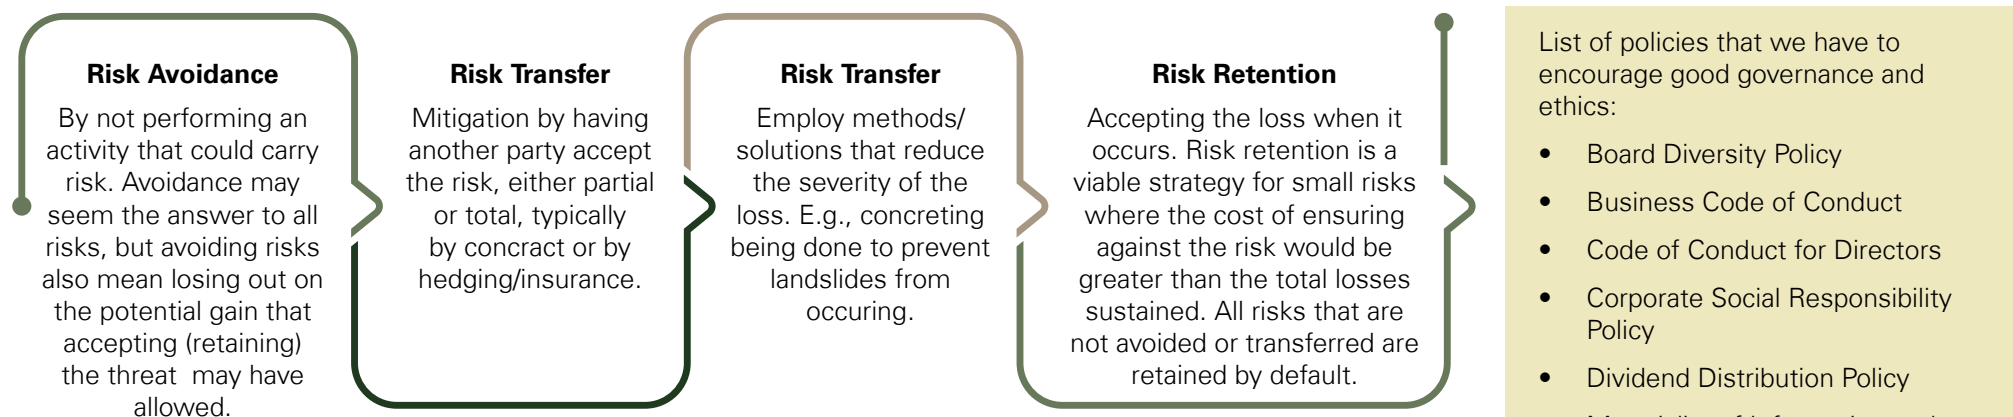 Risk Avoidance
By not performing an
activity that could carry
risk. Avoidance may
seem the answer to all
risks, but avoiding risks
also mean losing out on
the potential gain that
accepting (retaining)
the threat may have
allowed.
Risk Transfer
Mitigation by having
another party accept
the risk, either partial
or total, typically
by concract or by
hedging/insurance.
Risk Transfer
Employ methods/
solutions that reduce
the severity of the
loss. E.g., concreting
being done to prevent
landslides from
occuring.
Risk Retention
Accepting the loss when it
occurs. Risk retention is a
viable strategy for small risks
where the cost of ensuring
against the risk would be
greater than the total losses
sustained. All risks that are
not avoided or transferred are
retained by default.
List of policies that we have to
encourage good governance and
ethics:
• Board Diversity Policy
• Business Code of Conduct
• Code of Conduct for Directors
• Corporate Social Responsibility
Policy
• Dividend Distribution Policy